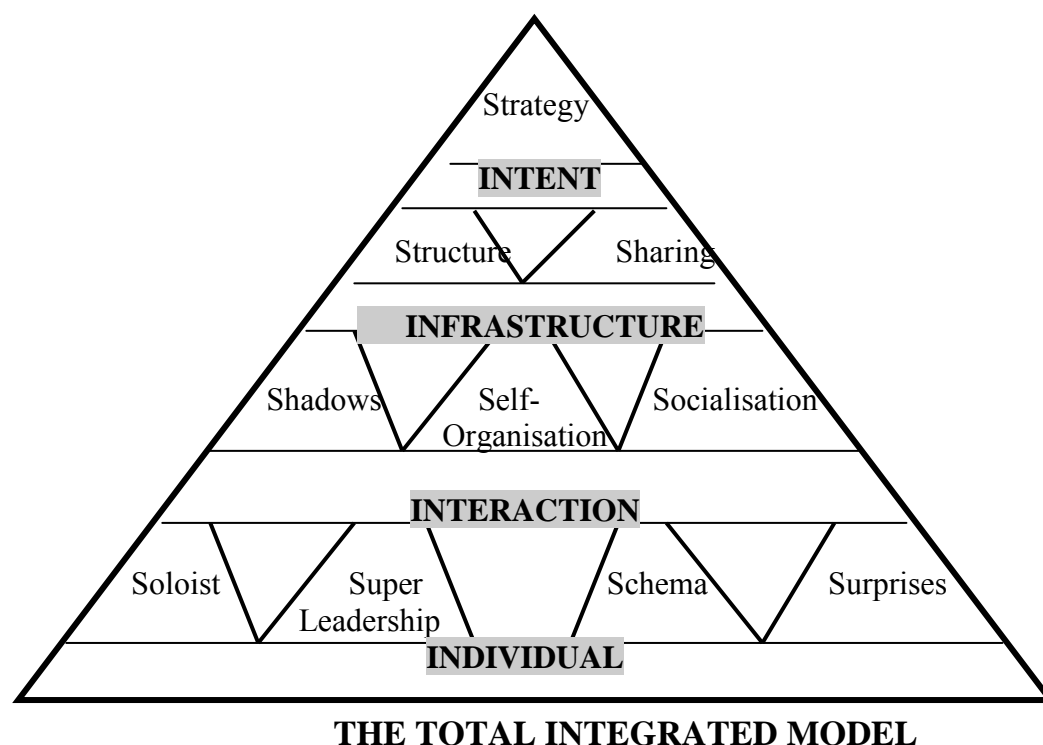 Strategy
INTENT
Structure Sharing
INFRASTRUCTURE
Shadows Self- Socialisation
Organisation
INTERACTION
Soloist Super Schema Surprises
Leadership
INDIVIDUAL
THE TOTAL INTEGRATED MODEL